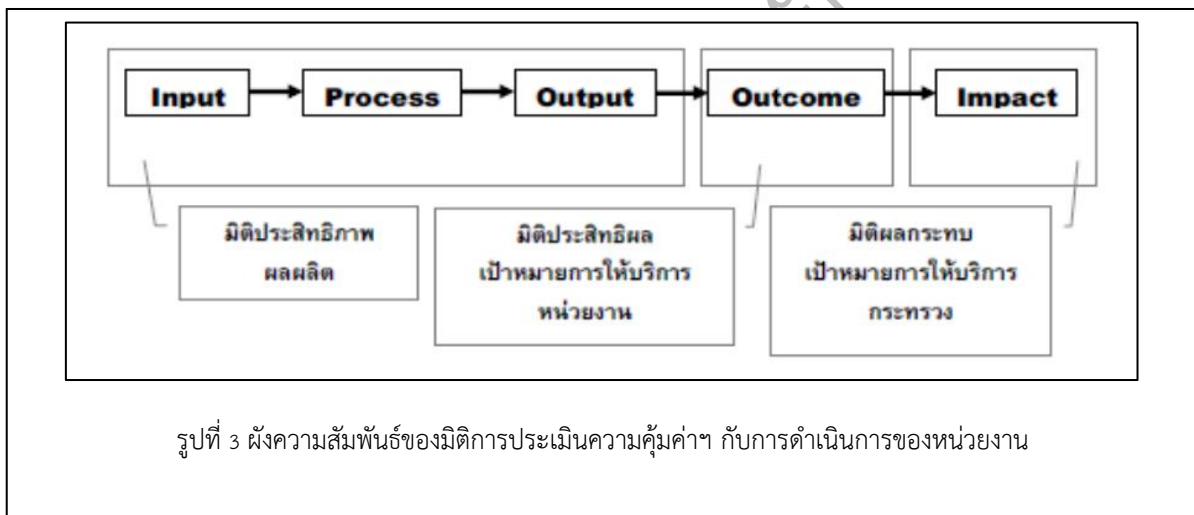 Input Process Output Outcome Impact
มิติประสิทธิภาพ
ผลผลิต
มิติประสิทธิผล
เป้าหมายการให้บริการ
หน่วยงาน
มิติผลกระทบ
เป้าหมายการให้บริการ
กระทรวง
รูปที่ 3 ผังความสัมพันธ์ของมิติการประเมินความคุ้มค่าฯ กับการดำเนินการของหน่วยงาน